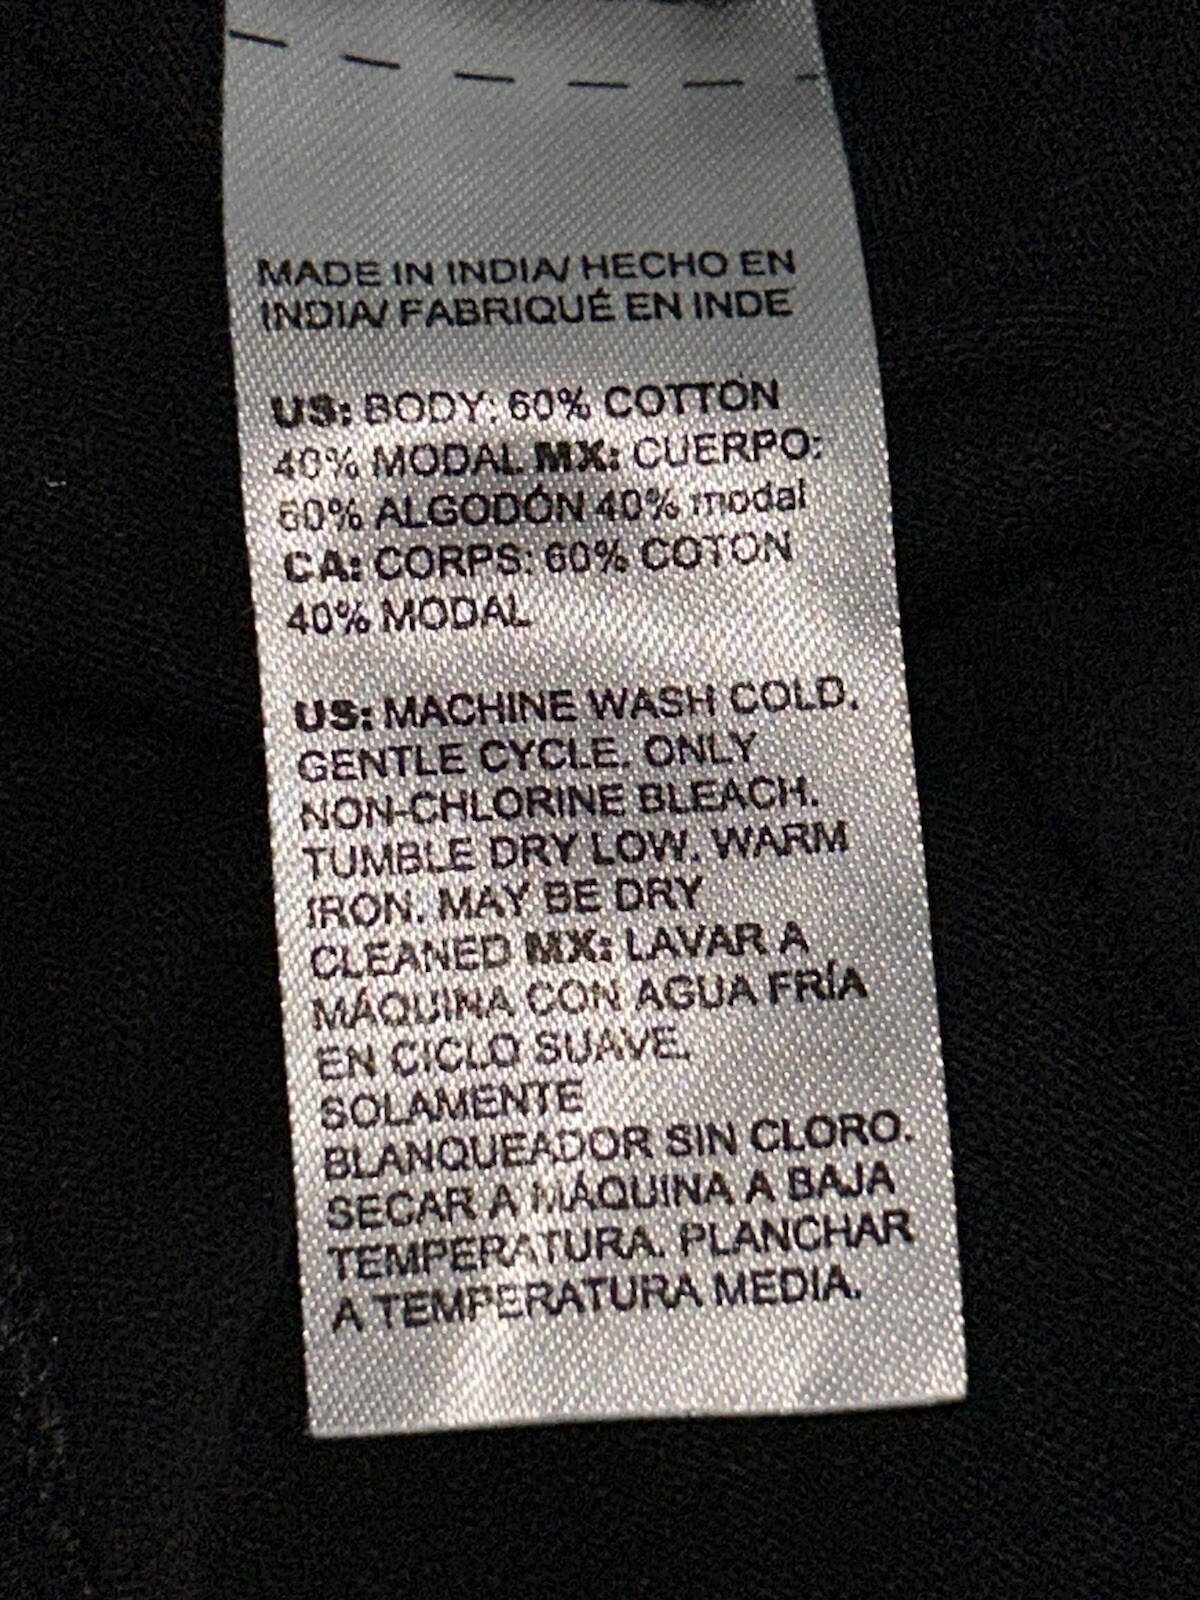 MADE IN INDIA/ HECHO EN
INDIA/ FABRIQUÉ EN INDE
US: BODY: 60% COTTON
40% MODAL MX: CUERPO:
60% ALGODÓN 40% modal
CA: CORPS: 60% COTON
40% MODAL
US: MACHINE WASH COLD,
GENTLE CYCLE. ONLY
NON-CHLORINE BLEACH.
TUMBLE DRY LOW. WARM
IRON. MAY BE DRY
CLEANED MX: LAVAR A
MÁQUINA CON AGUA FRÍA
EN CICLO SUAVE.
SOLAMENTE
BLANQUEADOR SIN CLORO.
SECAR A MÁQUINA A BAJA
TEMPERATURA. PLANCHAR
A TEMPERATURA MEDIA.